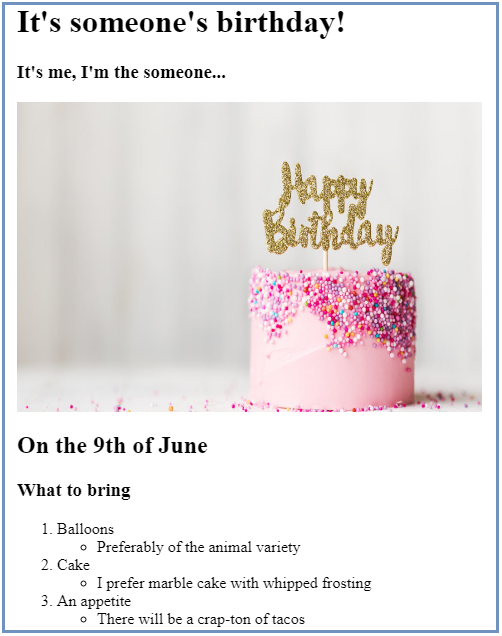 It's someone's birthday!
It's me, I'm the someone...
Happy
Birthday
On the 9th of June
What to bring
1. Balloons
○ Preferably of the animal variety
2. Cake
○ I prefer marble cake with whipped frosting
3. An appetite
○ There will be a crap-ton of tacos